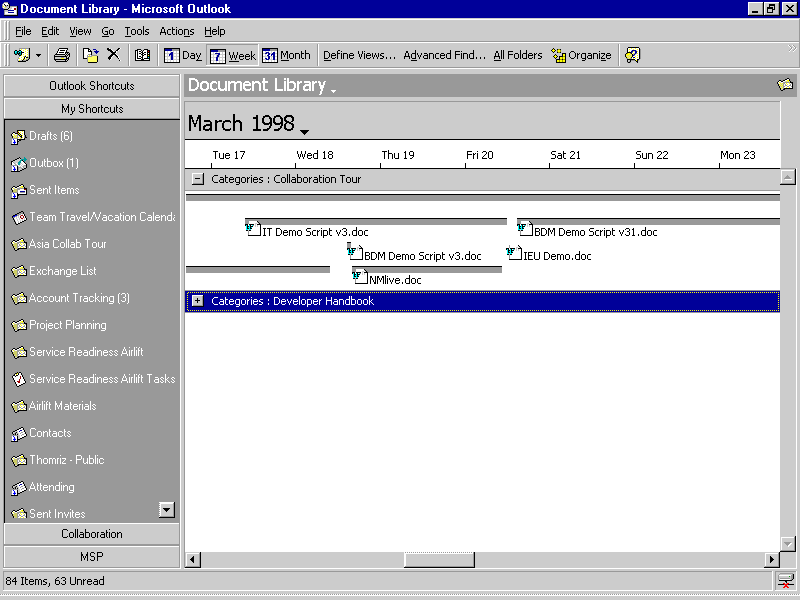 Document Library - Microsoft Outlook
File Edit View Go Tools Actions Help
1 Day 7 Week 31 Month Define Views... Advanced Find... All Folders Organize
Outlook Shortcuts
My Shortcuts
Drafts (6)
Outbox (1)
Sent Items
Team Travel/Vacation Calenda
Asia Collab Tour
Exchange List
Account Tracking (3)
Project Planning
Service Readiness Airlift
Service Readiness Airlift Tasks
Airlift Materials
Contacts
Thomriz - Public
Attending
Sent Invites
Collaboration
MSP
Document Library
March 1998
Tue 17 Wed 18 Thu 19 Fri 20 Sat 21 Sun 22 Mon 23
Categories : Collaboration Tour
IT Demo Script v3.doc BDM Demo Script v31.doc
BDM Demo Script v3.doc IEU Demo.doc
NMlive.doc
Categories : Developer Handbook
84 Items, 63 Unread